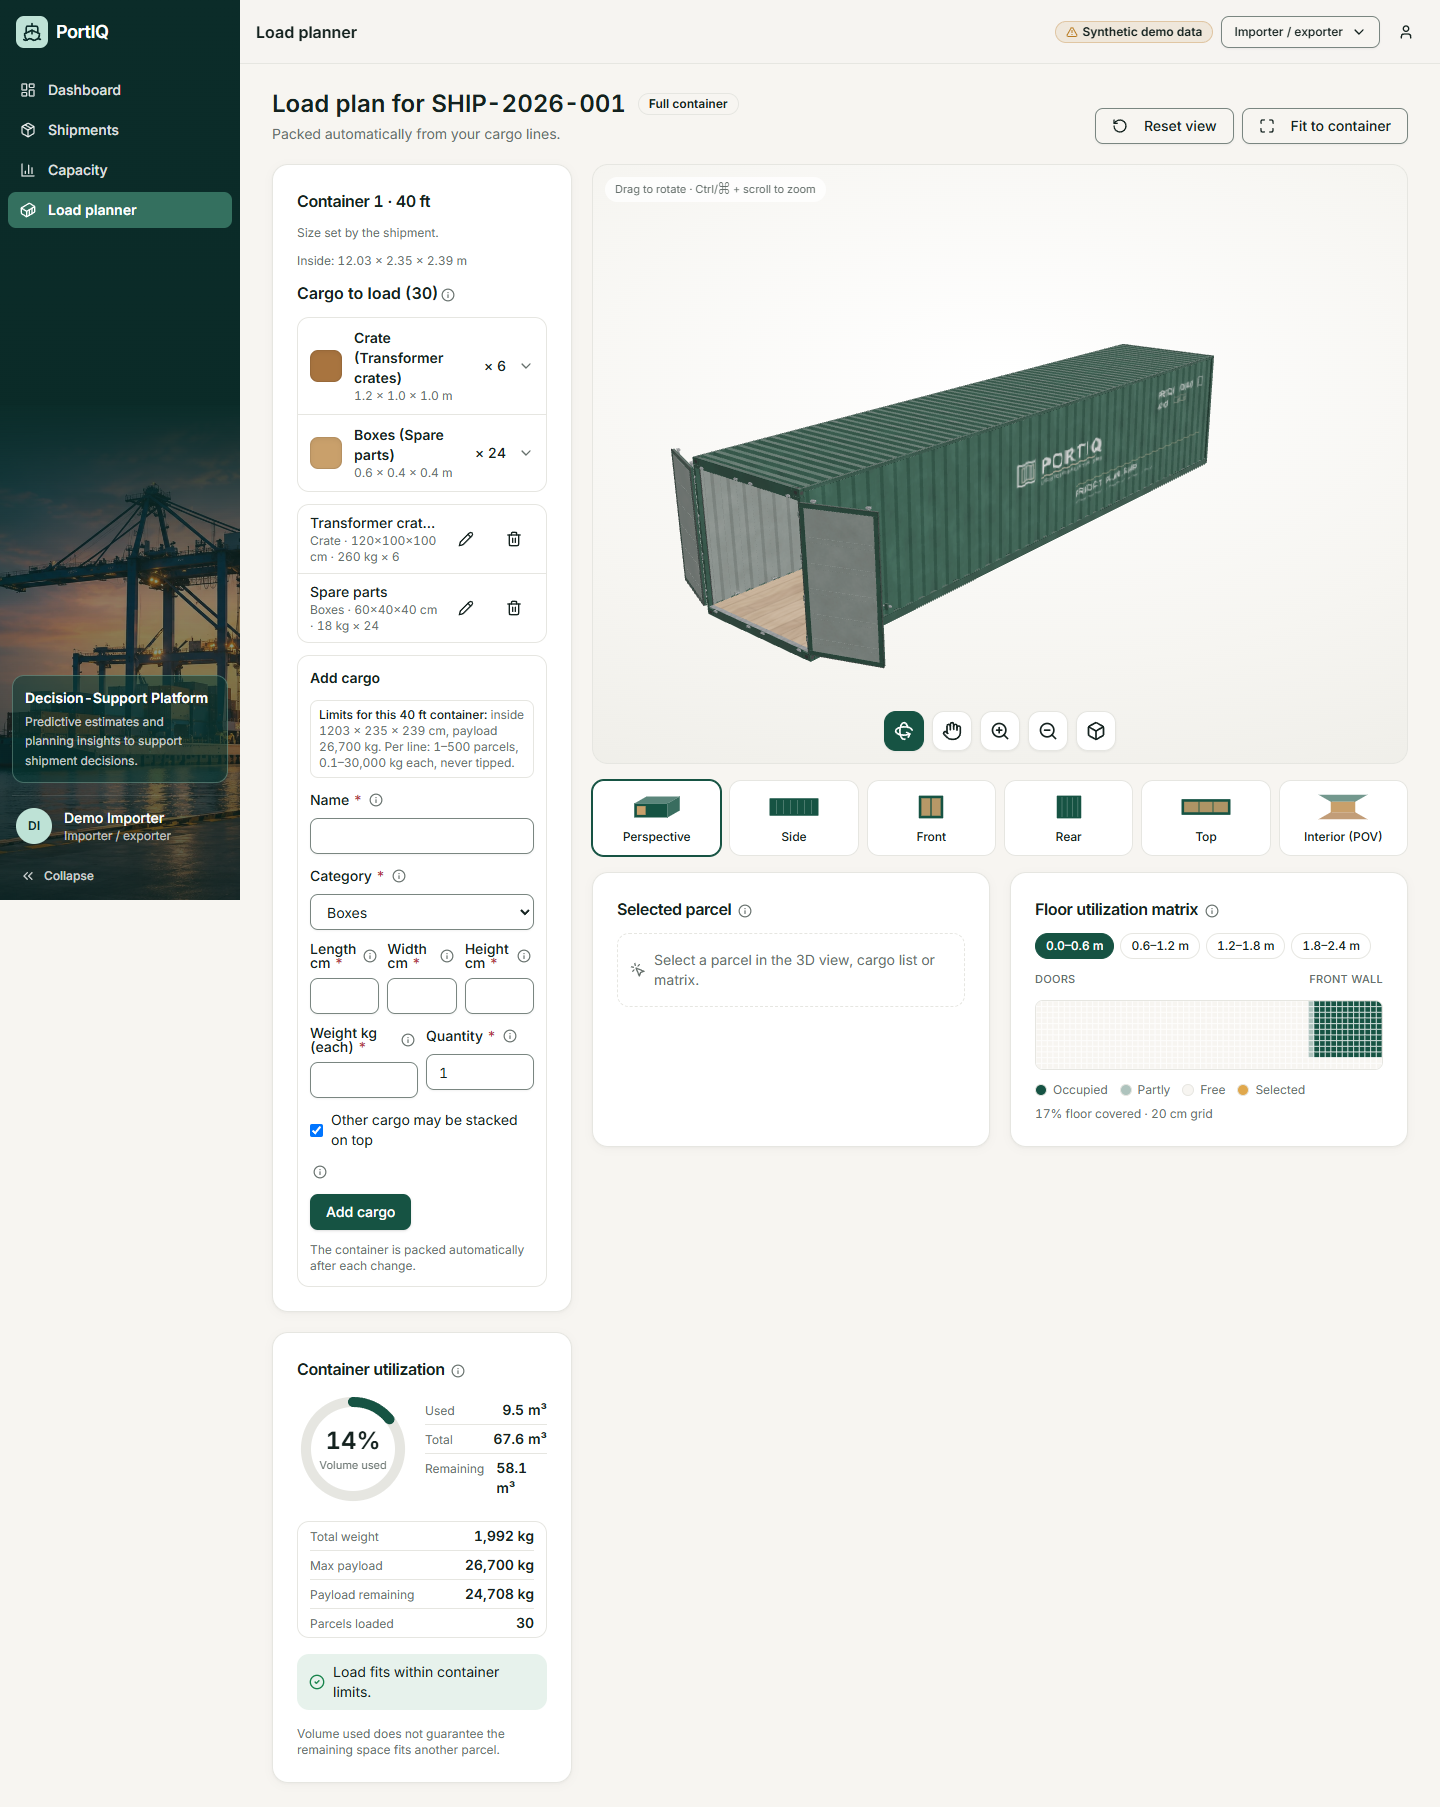 PortIQ
Dashboard
Shipments
Capacity
Load planner
Decision-Support Platform
Predictive estimates and
planning insights to support
shipment decisions.
DI
Demo Importer
Importer / exporter
Collapse
Load planner
Synthetic demo data
Importer / exporter
Load plan for SHIP-2026-001
Full container
Packed automatically from your cargo lines.
Reset view
Fit to container
Container 1 · 40 ft
Size set by the shipment.
Inside: 12.03 × 2.35 × 2.39 m
Cargo to load (30)
Crate
(Transformer
crates)
1.2 × 1.0 × 1.0 m
× 6
Boxes (Spare
parts)
0.6 × 0.4 × 0.4 m
× 24
Transformer crat...
Crate · 120×100×100
cm · 260 kg × 6
Spare parts
Boxes · 60×40×40 cm
· 18 kg × 24
Add cargo
Limits for this 40 ft container: inside
1203 × 235 × 239 cm, payload
26,700 kg. Per line: 1–500 parcels,
0.1–30,000 kg each, never tipped.
Name *
Category *
Boxes
Length
cm *
Width
cm *
Height
cm *
Weight kg
(each) *
Quantity *
1
Other cargo may be stacked
on top
Add cargo
The container is packed automatically
after each change.
Container utilization
14%
Volume used
Used 9.5 m³
Total 67.6 m³
Remaining 58.1
m³
Total weight 1,992 kg
Max payload 26,700 kg
Payload remaining 24,708 kg
Parcels loaded 30
Load fits within container
limits.
Volume used does not guarantee the
remaining space fits another parcel.
Drag to rotate · Ctrl/⌘ + scroll to zoom
PORTIQ
Perspective
Side
Front
Rear
Top
Interior (POV)
Selected parcel
Select a parcel in the 3D view, cargo list or
matrix.
Floor utilization matrix
0.0–0.6 m
0.6–1.2 m
1.2–1.8 m
1.8–2.4 m
DOORS
FRONT WALL
Occupied
Partly
Free
Selected
17% floor covered · 20 cm grid